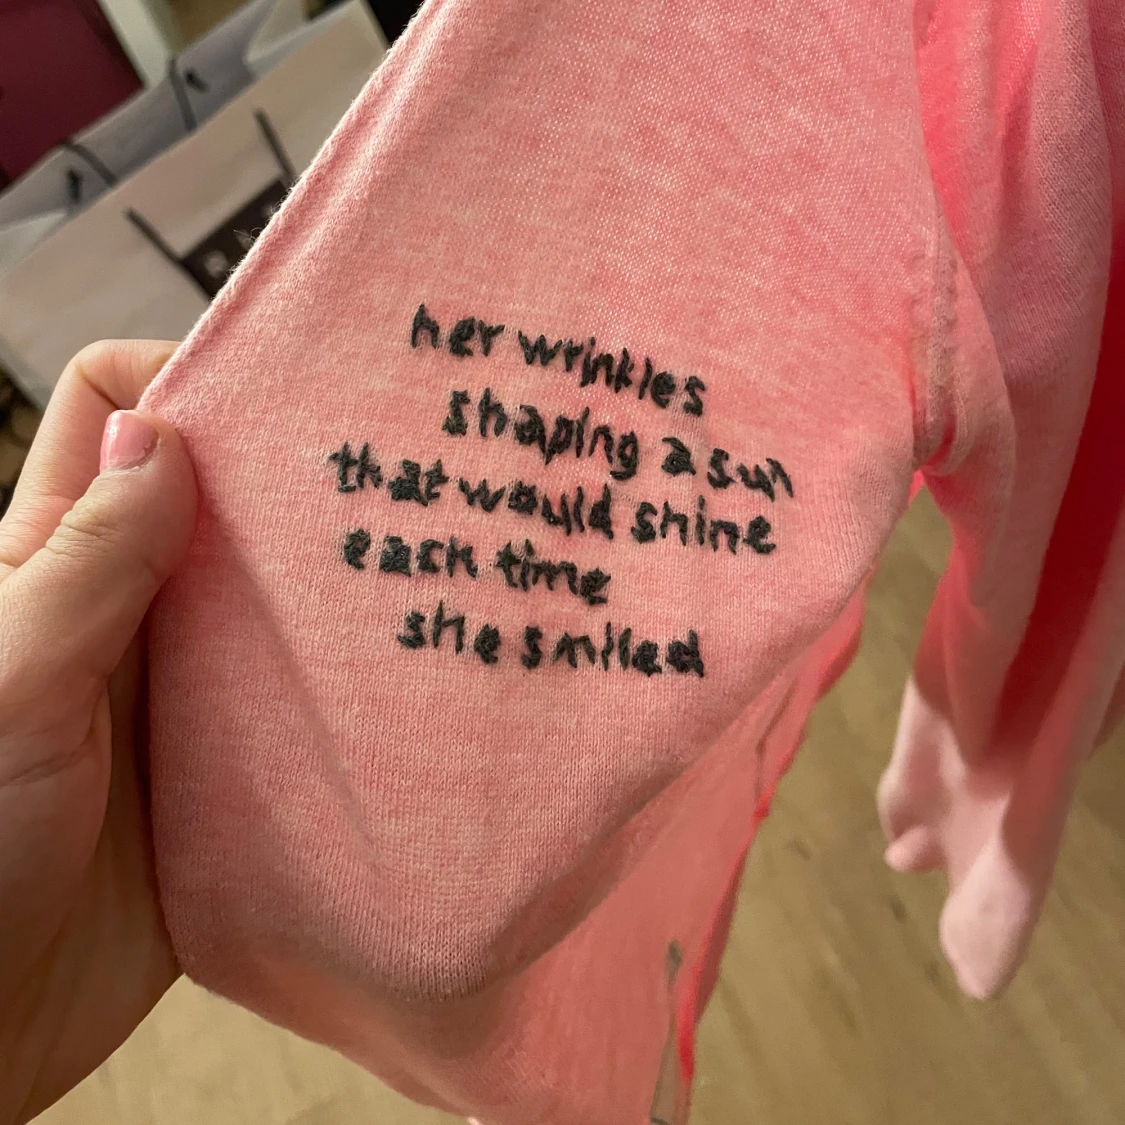 her wrinkles
shaping a sun
that would shine
each time
she smiled